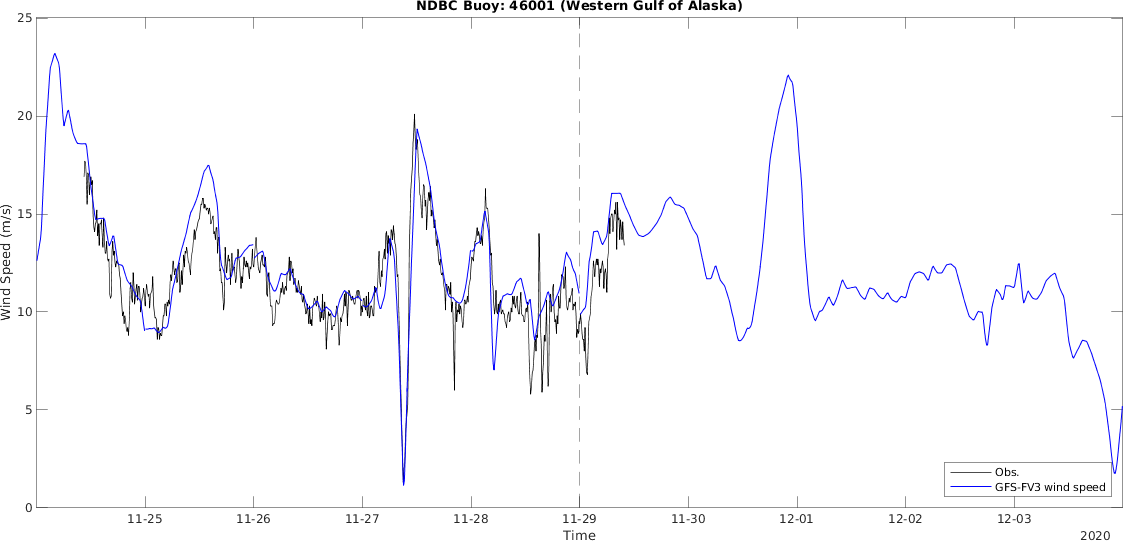 NDBC Buoy: 46001 (Western Gulf of Alaska)
25
20
15
10
5
0
Wind Speed (m/s)
Obs.
GFS-FV3 wind speed
11-25 11-26 11-27 11-28 11-29 11-30 12-01 12-02 12-03
Time
2020